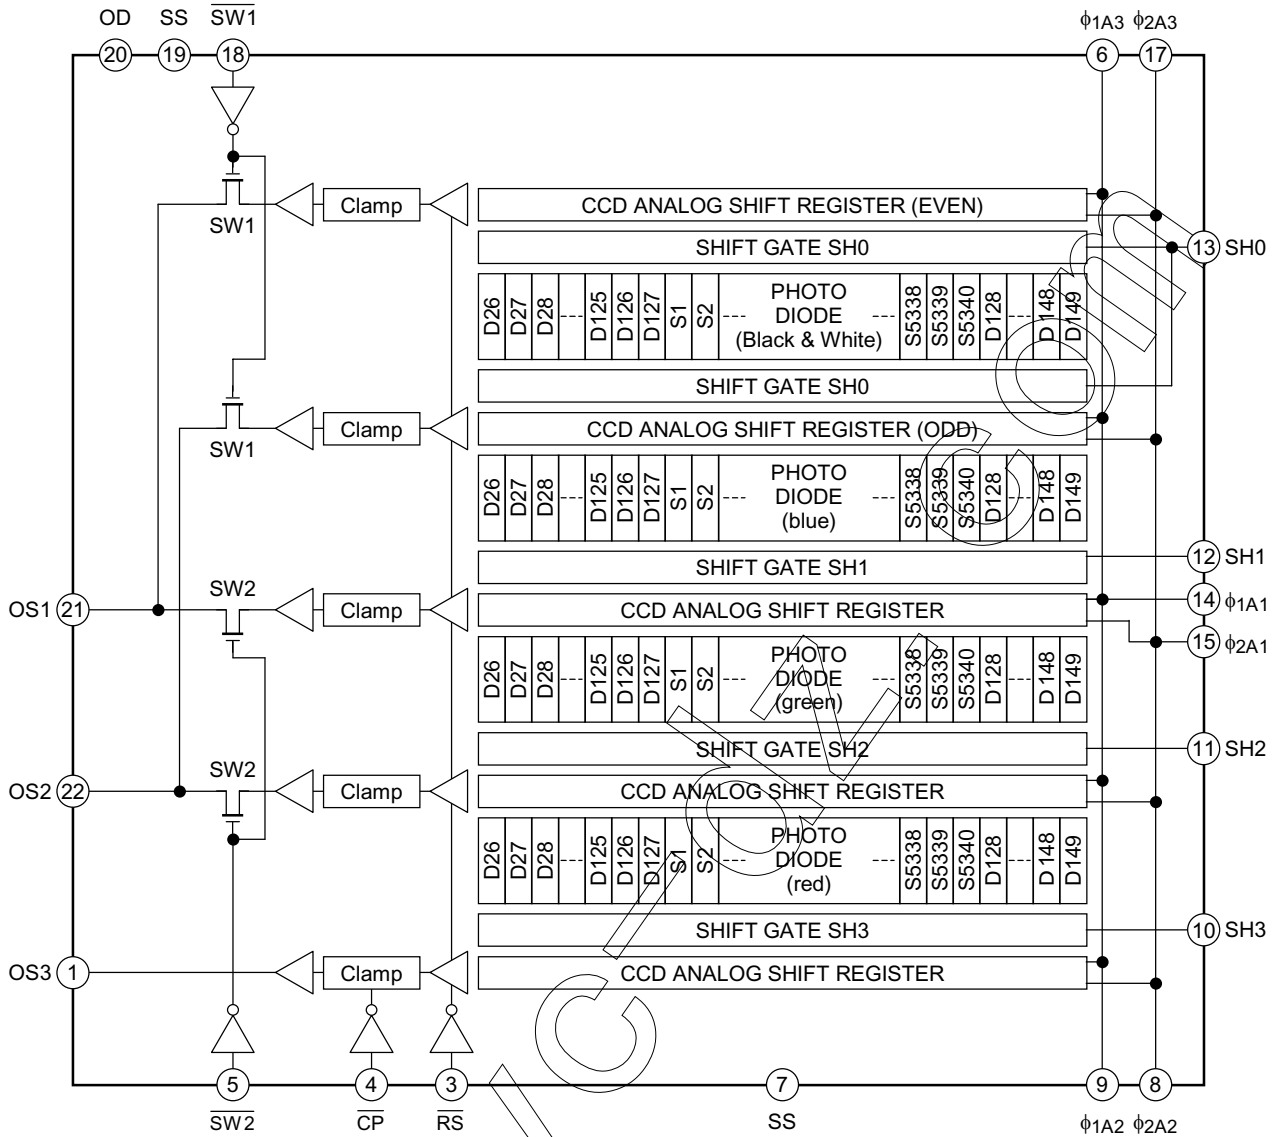 OD SS SW1 ϕ1A3 ϕ2A3
20 19 18 6 17
SW1 Clamp CCD ANALOG SHIFT REGISTER (EVEN)
SHIFT GATE SH0 13 SH0
D26 D27 D28 --- D125 D126 D127 S1 S2 --- PHOTO DIODE (Black & White) --- S5338 S5339 S5340 D128 --- D148 D149
SHIFT GATE SH0
SW1 Clamp CCD ANALOG SHIFT REGISTER (ODD)
D26 D27 D28 --- D125 D126 D127 S1 S2 --- PHOTO DIODE (blue) --- S5338 S5339 S5340 D128 --- D148 D149
SHIFT GATE SH1 12 SH1
OS1 21 SW2 Clamp CCD ANALOG SHIFT REGISTER 14 ϕ1A1
15 ϕ2A1
D26 D27 D28 --- D125 D126 D127 S1 S2 --- PHOTO DIODE (green) --- S5338 S5339 S5340 D128 --- D148 D149
SHIFT GATE SH2 11 SH2
OS2 22 SW2 Clamp CCD ANALOG SHIFT REGISTER
D26 D27 D28 --- D125 D126 D127 S1 S2 --- PHOTO DIODE (red) --- S5338 S5339 S5340 D128 --- D148 D149
SHIFT GATE SH3 10 SH3
OS3 1 Clamp CCD ANALOG SHIFT REGISTER
5 4 3 7 9 8
SW2 CP RS SS ϕ1A2 ϕ2A2